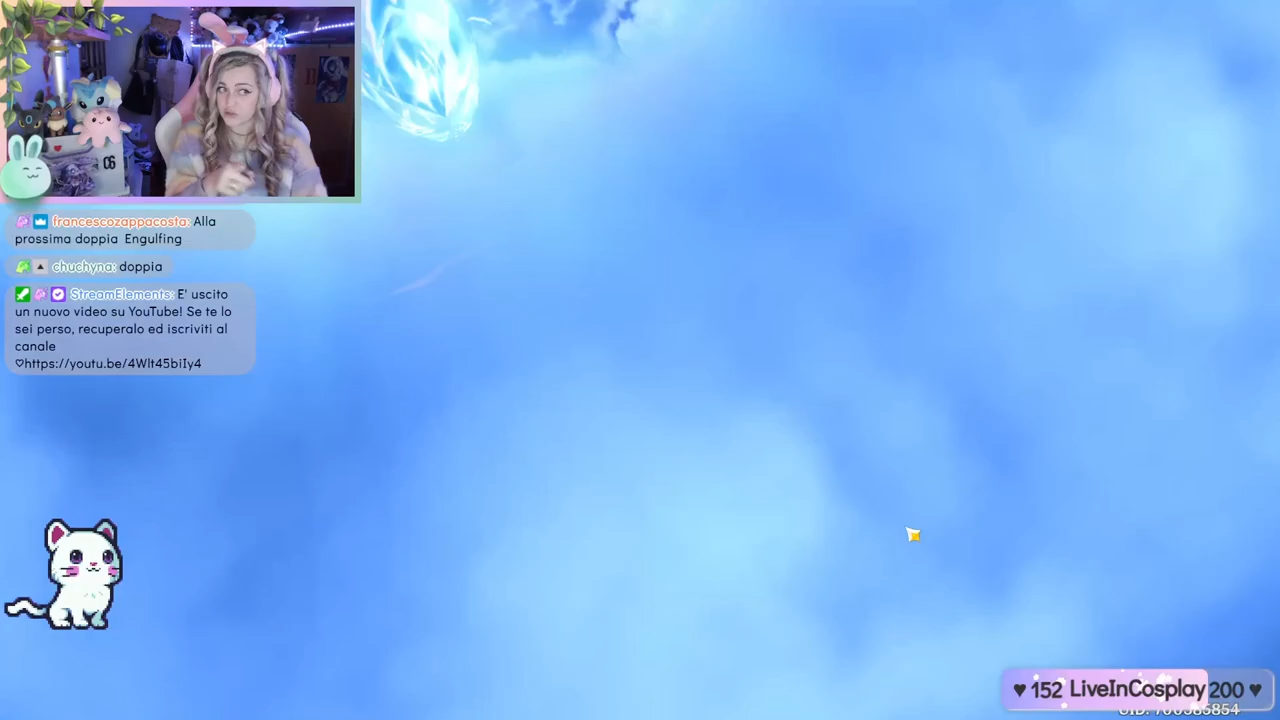 francescozappacosta: Alla
prossima doppia Engulfing
chuchyna: doppia
StreamElements: E' uscito
un nuovo video su YouTube! Se te lo
sei perso, recuperalo ed iscriviti al
canale
♡https://youtu.be/4Wlt45biIy4
06
♥ 152 LiveInCosplay 200 ♥